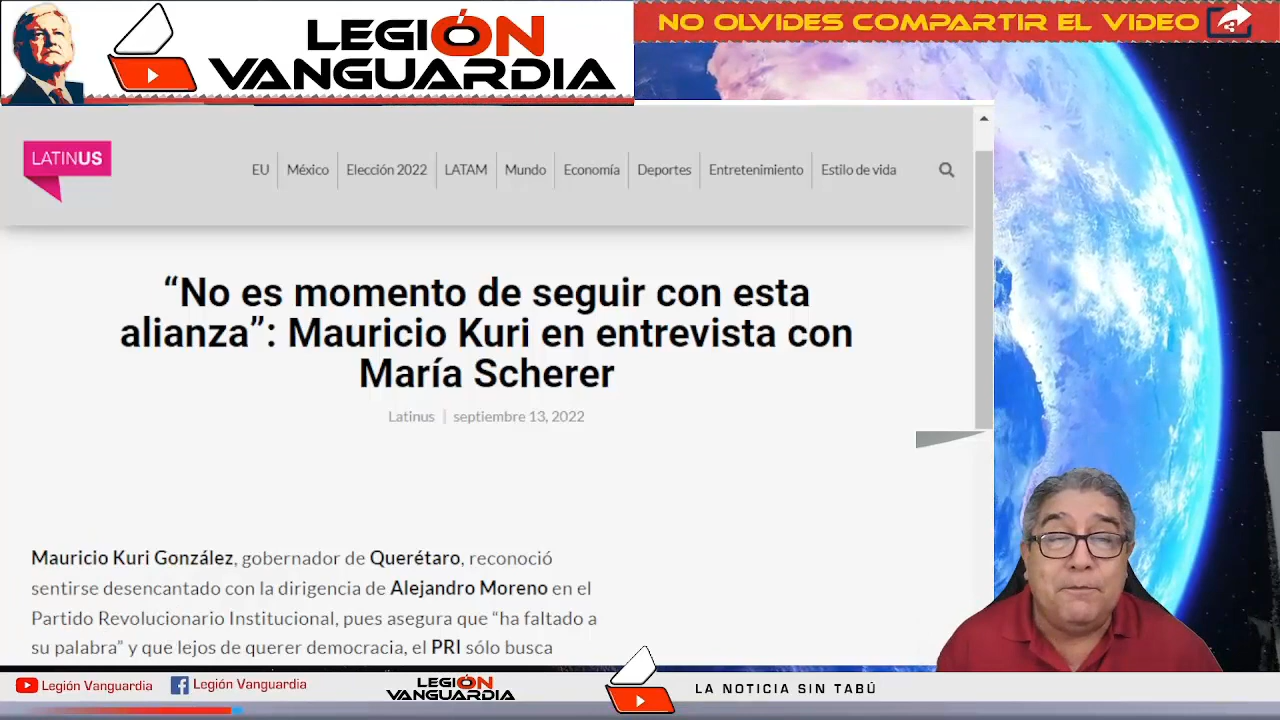 LEGIÓN
VANGUARDIA
NO OLVIDES COMPARTIR EL VIDEO
LATINUS
EU México Elección 2022 LATAM Mundo Economía Deportes Entretenimiento Estilo de vida
“No es momento de seguir con esta
alianza”: Mauricio Kuri en entrevista con
María Scherer
Latinus | septiembre 13, 2022
Mauricio Kuri González, gobernador de Querétaro, reconoció
sentirse desencantado con la dirigencia de Alejandro Moreno en el
Partido Revolucionario Institucional, pues asegura que “ha faltado a
su palabra” y que lejos de querer democracia, el PRI sólo busca
Legión Vanguardia
Legión Vanguardia
LEGIÓN
VANGUARDIA
LA NOTICIA SIN TABÚ